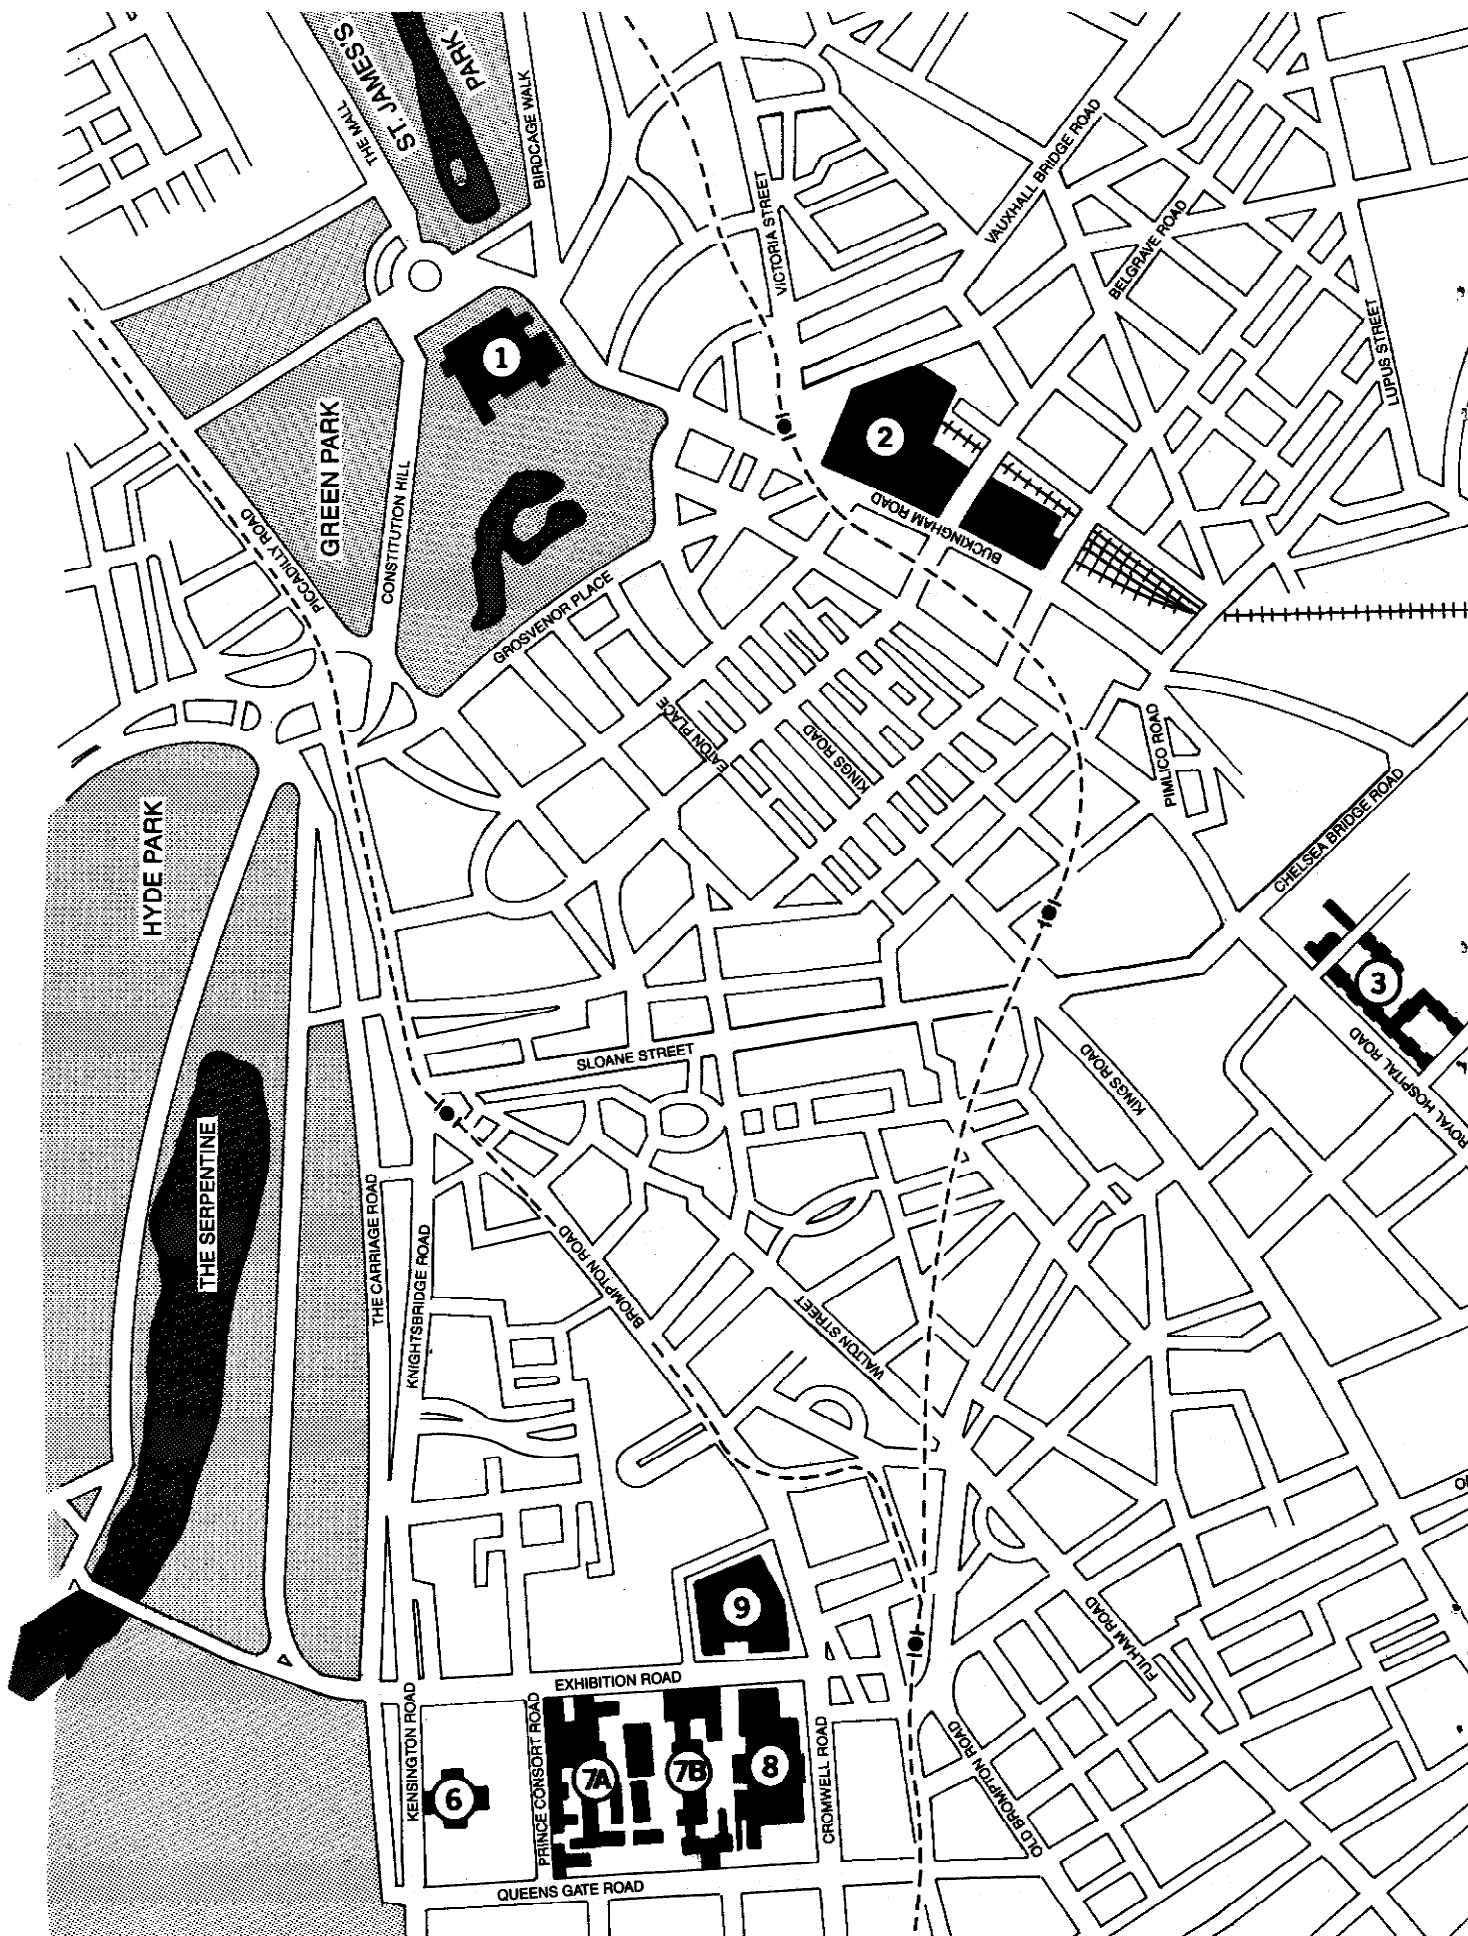 ST. JAMES'S
PARK
THE MALL
BIRDCAGE WALK
VICTORIA STREET
VAUXHALL BRIDGE ROAD
BELGRAVE ROAD
LUPUS STREET
1
2
GREEN PARK
CONSTITUTION HILL
PICCADILLY ROAD
BUCKINGHAM ROAD
GROSVENOR PLACE
EATON PLACE
KINGS ROAD
PIMLICO ROAD
HYDE PARK
CHELSEA BRIDGE ROAD
3
ROYAL HOSPITAL ROAD
SLOANE STREET
KINGS ROAD
THE SERPENTINE
THE CARRIAGE ROAD
KNIGHTSBRIDGE ROAD
BROMPTON ROAD
WALTON STREET
9
FULHAM ROAD
EXHIBITION ROAD
KENSINGTON ROAD
PRINCE CONSORT ROAD
6
7A
7B
8
CROMWELL ROAD
OLD BROMPTON ROAD
QUEENS GATE ROAD